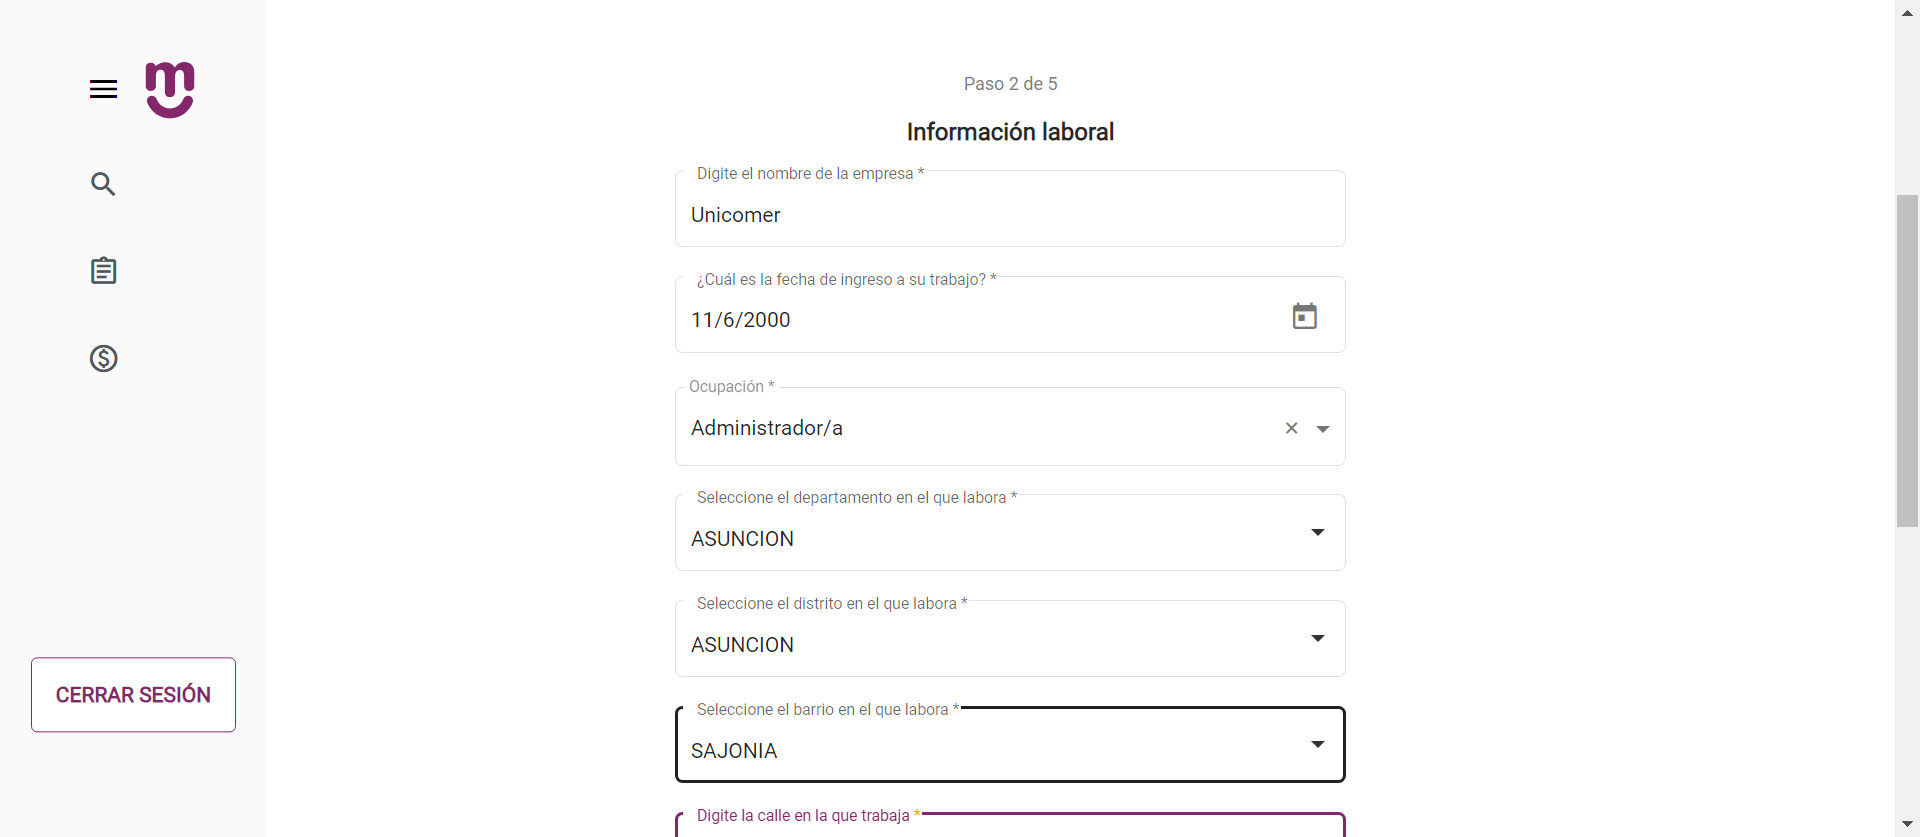 Paso 2 de 5
Información laboral
Digite el nombre de la empresa *
Unicomer
¿Cuál es la fecha de ingreso a su trabajo? *
11/6/2000
Ocupación *
Administrador/a
Seleccione el departamento en el que labora *
ASUNCION
Seleccione el distrito en el que labora *
ASUNCION
CERRAR SESIÓN
Seleccione el barrio en el que labora *
SAJONIA
Digite la calle en la que trabaja *